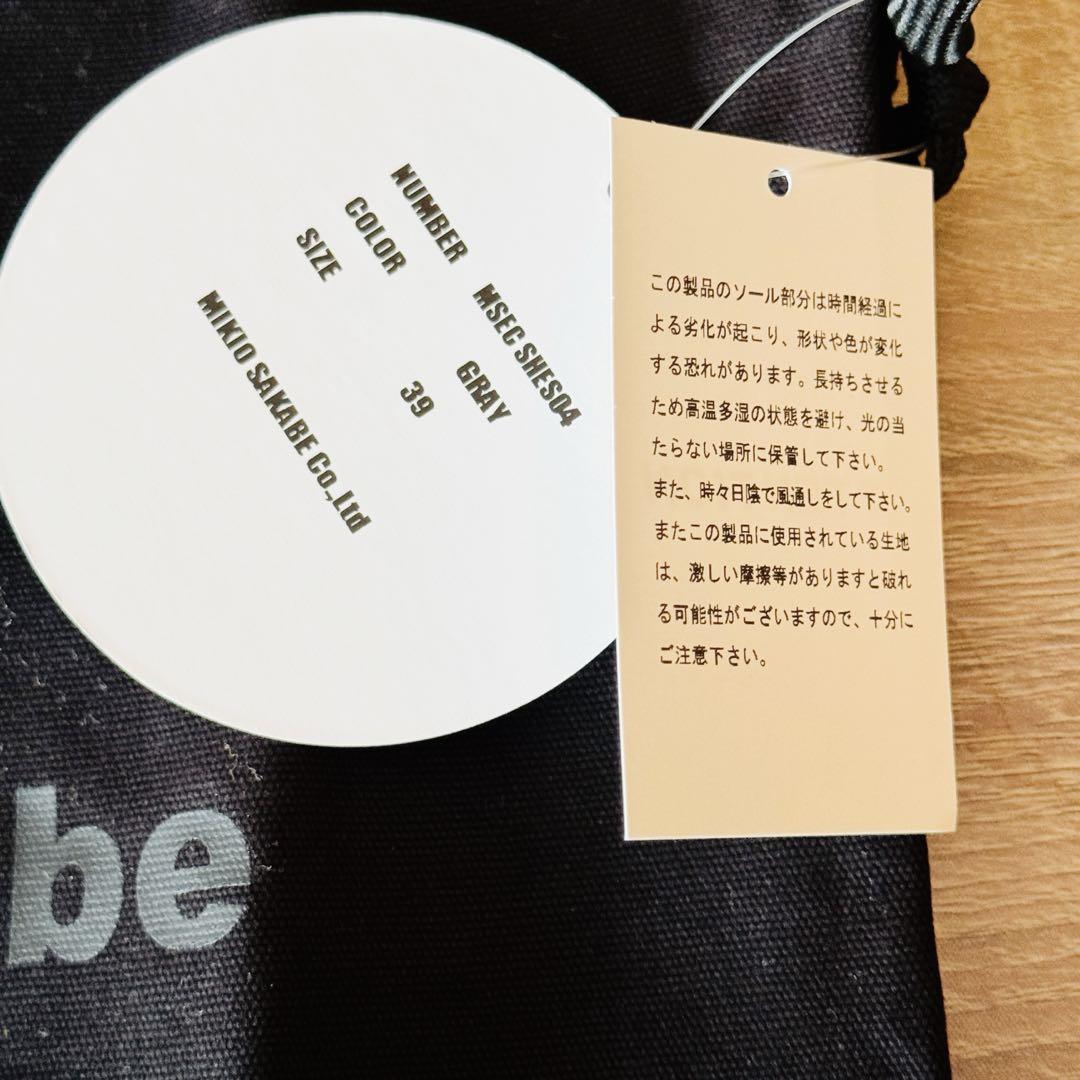 NUMBER MSEC SHES04
COLOR GRAY
SIZE 39
MIKIO SAKABE Co.,Ltd
この製品のソール部分は時間経過に
よる劣化が起こり、形状や色が変化
する恐れがあります。長持ちさせる
ため高温多湿の状態を避け、光の当
たらない場所に保管して下さい。
また、時々日陰で風通しをして下さい。
またこの製品に使用されている生地
は、激しい摩擦等がありますと破れ
る可能性がございますので、十分に
ご注意下さい。
be